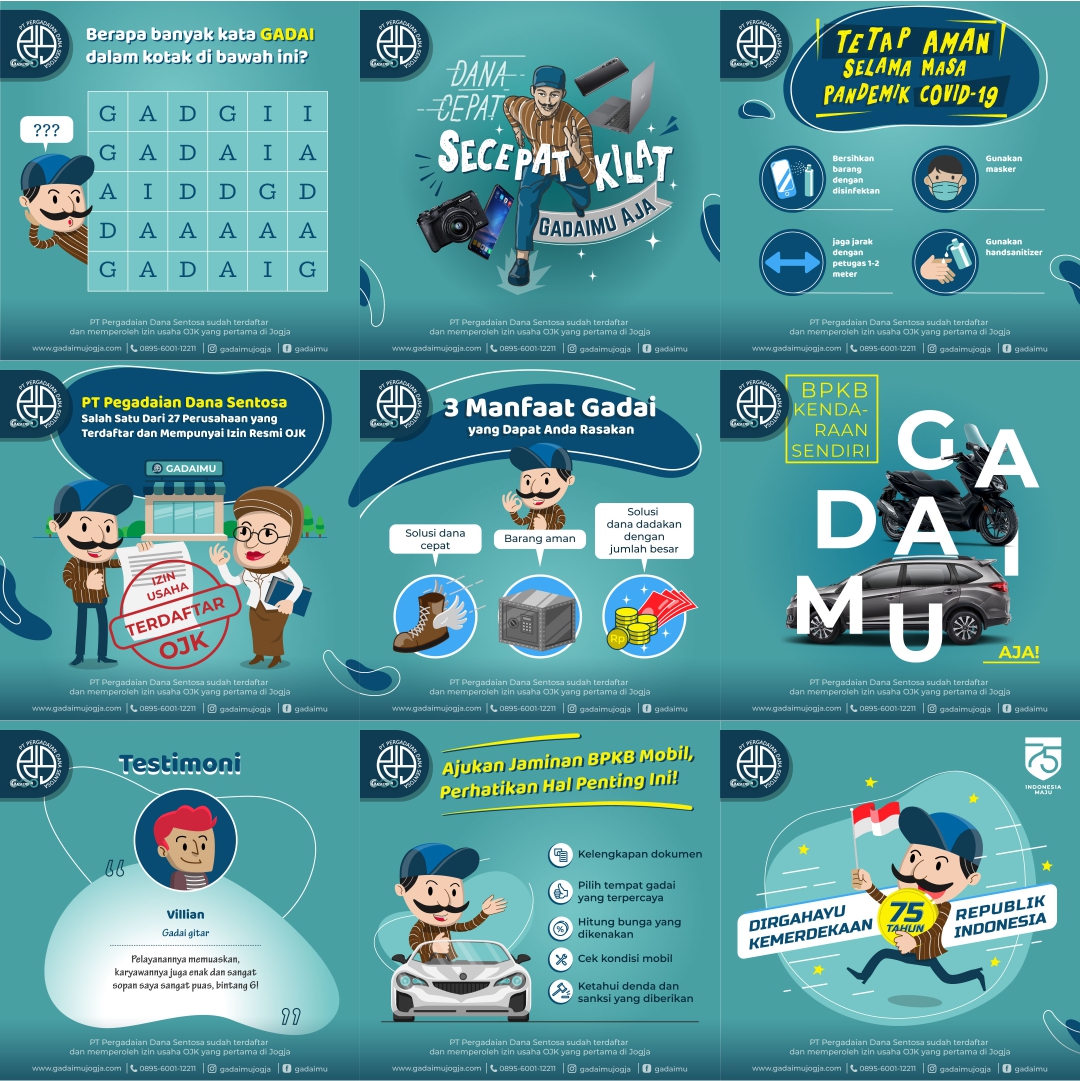 PT PERGADAIAN DANA SENTOSA
GADAIMU
Berapa banyak kata GADAI
dalam kotak di bawah ini?
???
G A D G I I
G A D A I A
A I D D G D
D A A A A A
G A D A I G
PT Pergadaian Dana Sentosa sudah terdaftar
dan memperoleh izin usaha OJK yang pertama di Jogja
www.gadaimujogja.com | 0895-6001-12211 | gadaimujogja | gadaimu
PT PERGADAIAN DANA SENTOSA
GADAIMU
DANA
CEPAT
SECEPAT KILAT
GADAIMU AJA
PT Pergadaian Dana Sentosa sudah terdaftar
dan memperoleh izin usaha OJK yang pertama di Jogja
www.gadaimujogja.com | 0895-6001-12211 | gadaimujogja | gadaimu
PT PERGADAIAN DANA SENTOSA
GADAIMU
TETAP AMAN
SELAMA MASA
PANDEMIK COVID-19
Bersihkan
barang
dengan
disinfektan
Gunakan
masker
jaga jarak
dengan
petugas 1-2
meter
Gunakan
handsanitizer
PT Pergadaian Dana Sentosa sudah terdaftar
dan memperoleh izin usaha OJK yang pertama di Jogja
www.gadaimujogja.com | 0895-6001-12211 | gadaimujogja | gadaimu
PT PERGADAIAN DANA SENTOSA
GADAIMU
PT Pegadaian Dana Sentosa
Salah Satu Dari 27 Perusahaan yang
Terdaftar dan Mempunyai Izin Resmi OJK
GADAIMU
IZIN
USAHA
TERDAFTAR
OJK
PT Pergadaian Dana Sentosa sudah terdaftar
dan memperoleh izin usaha OJK yang pertama di Jogja
www.gadaimujogja.com | 0895-6001-12211 | gadaimujogja | gadaimu
PT PERGADAIAN DANA SENTOSA
GADAIMU
3 Manfaat Gadai
yang Dapat Anda Rasakan
Solusi dana
cepat
Barang aman
Solusi
dana dadakan
dengan
jumlah besar
Rp
PT Pergadaian Dana Sentosa sudah terdaftar
dan memperoleh izin usaha OJK yang pertama di Jogja
www.gadaimujogja.com | 0895-6001-12211 | gadaimujogja | gadaimu
PT PERGADAIAN DANA SENTOSA
GADAIMU
BPKB
KENDA-
RAAN
SENDIRI
GA
DAI
MU
AJA!
PT Pergadaian Dana Sentosa sudah terdaftar
dan memperoleh izin usaha OJK yang pertama di Jogja
www.gadaimujogja.com | 0895-6001-12211 | gadaimujogja | gadaimu
PT PERGADAIAN DANA SENTOSA
GADAIMU
Testimoni
Villian
Gadai gitar
Pelayanannya memuaskan,
karyawannya juga enak dan sangat
sopan saya sangat puas, bintang 6!
PT Pergadaian Dana Sentosa sudah terdaftar
dan memperoleh izin usaha OJK yang pertama di Jogja
www.gadaimujogja.com | 0895-6001-12211 | gadaimujogja | gadaimu
PT PERGADAIAN DANA SENTOSA
GADAIMU
Ajukan Jaminan BPKB Mobil,
Perhatikan Hal Penting Ini!
Kelengkapan dokumen
Pilih tempat gadai
yang terpercaya
%
Hitung bunga yang
dikenakan
Cek kondisi mobil
Ketahui denda dan
sanksi yang diberikan
PT Pergadaian Dana Sentosa sudah terdaftar
dan memperoleh izin usaha OJK yang pertama di Jogja
www.gadaimujogja.com | 0895-6001-12211 | gadaimujogja | gadaimu
PT PERGADAIAN DANA SENTOSA
GADAIMU
75
INDONESIA
MAJU
DIRGAHAYU
KEMERDEKAAN
75
TAHUN
REPUBLIK
INDONESIA
PT Pergadaian Dana Sentosa sudah terdaftar
dan memperoleh izin usaha OJK yang pertama di Jogja
www.gadaimujogja.com | 0895-6001-12211 | gadaimujogja | gadaimu